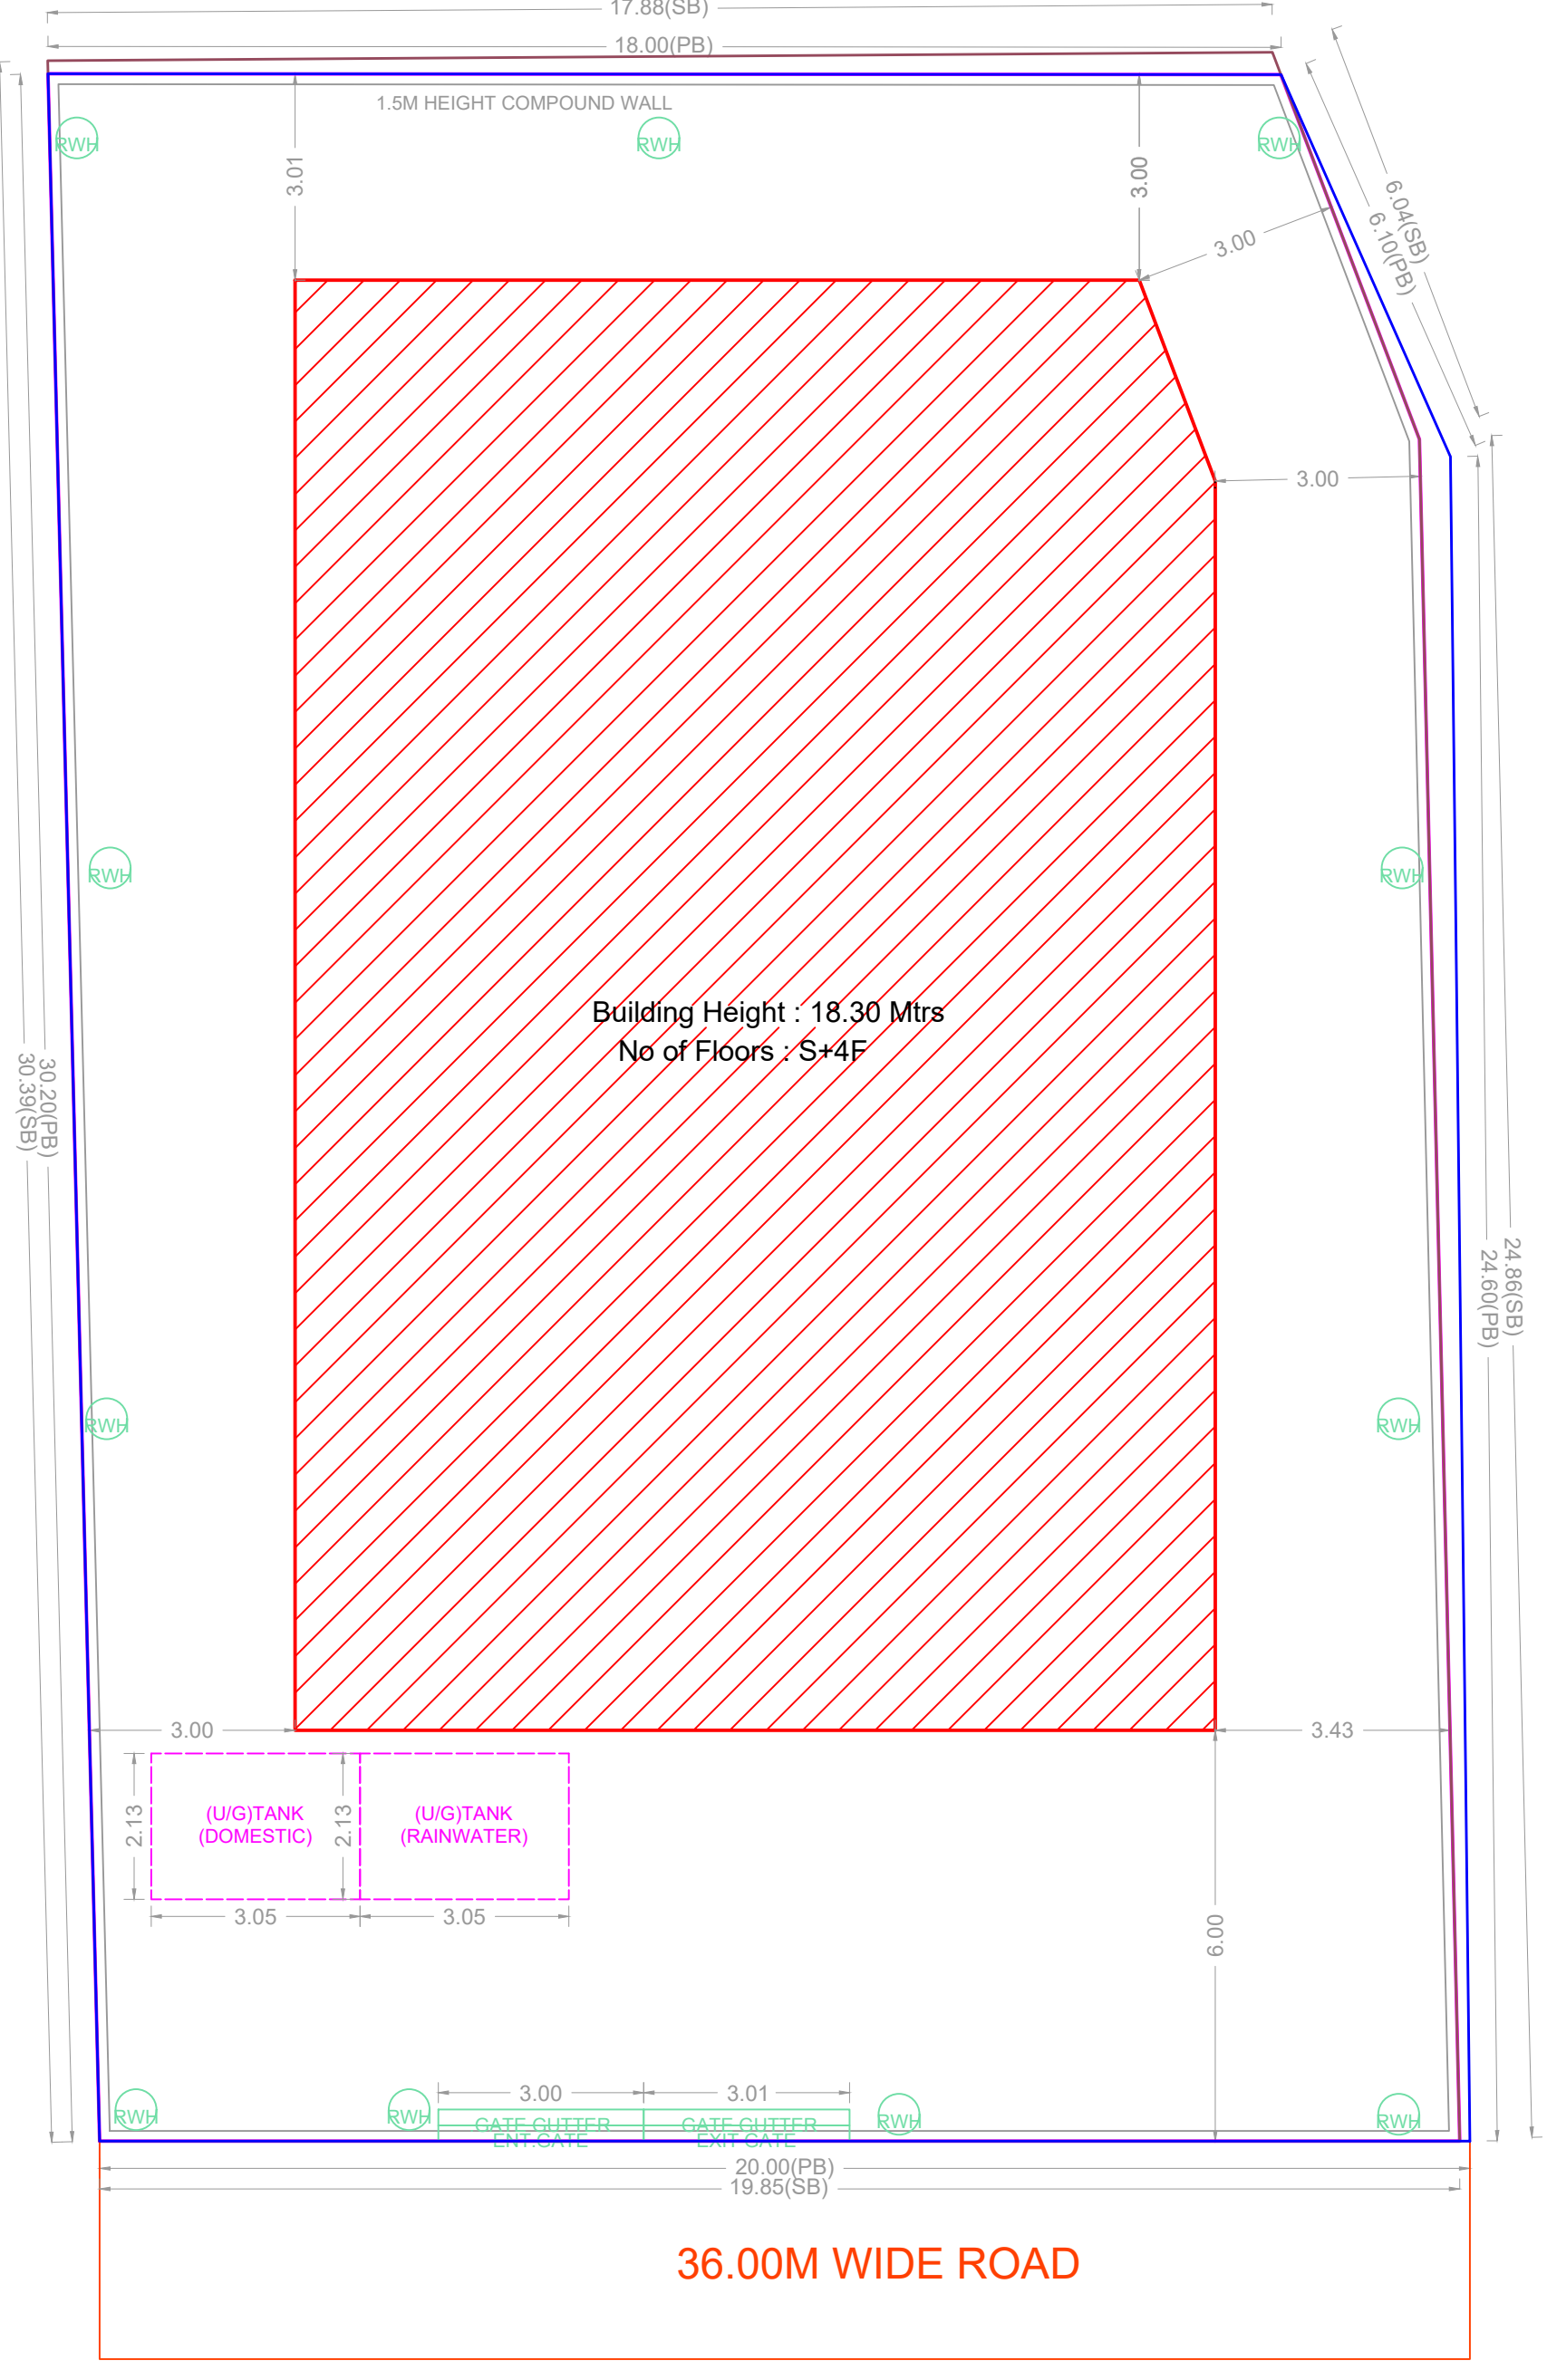 17.88(SB)
18.00(PB)
1.5M HEIGHT COMPOUND WALL
RWH
RWH
RWH
3.01
3.00
3.00
6.04(SB)
6.10(PB)
3.00
RWH
RWH
Building Height : 18.30 Mtrs
No of Floors : S+4F
30.39(SB)
30.20(PB)
24.86(SB)
24.60(PB)
RWH
RWH
3.00
3.43
2.13
(U/G)TANK
(DOMESTIC)
2.13
(U/G)TANK
(RAINWATER)
3.05
3.05
6.00
3.00
3.01
RWH
RWH
GATE GUTTER
ENT.GATE
GATE GUTTER
EXIT GATE
RWH
RWH
20.00(PB)
19.85(SB)
36.00M WIDE ROAD